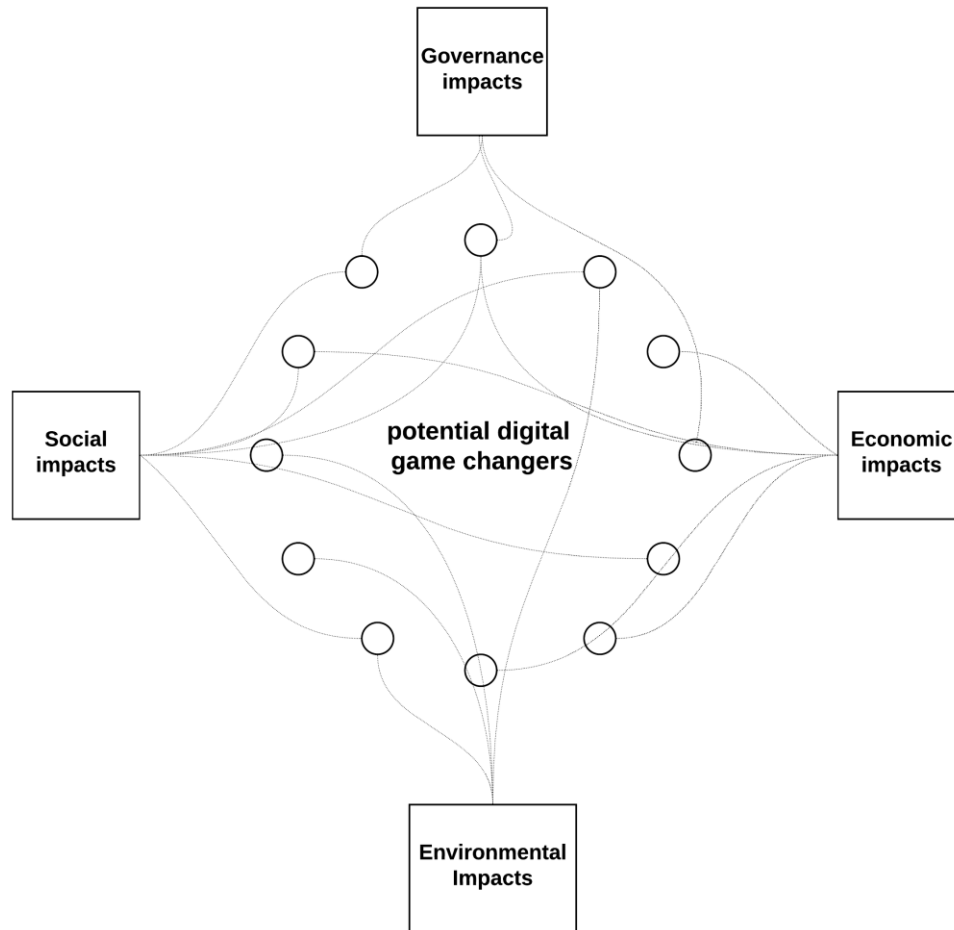 Governance
impacts
Social
impacts
potential digital
game changers
Economic
impacts
Environmental
Impacts